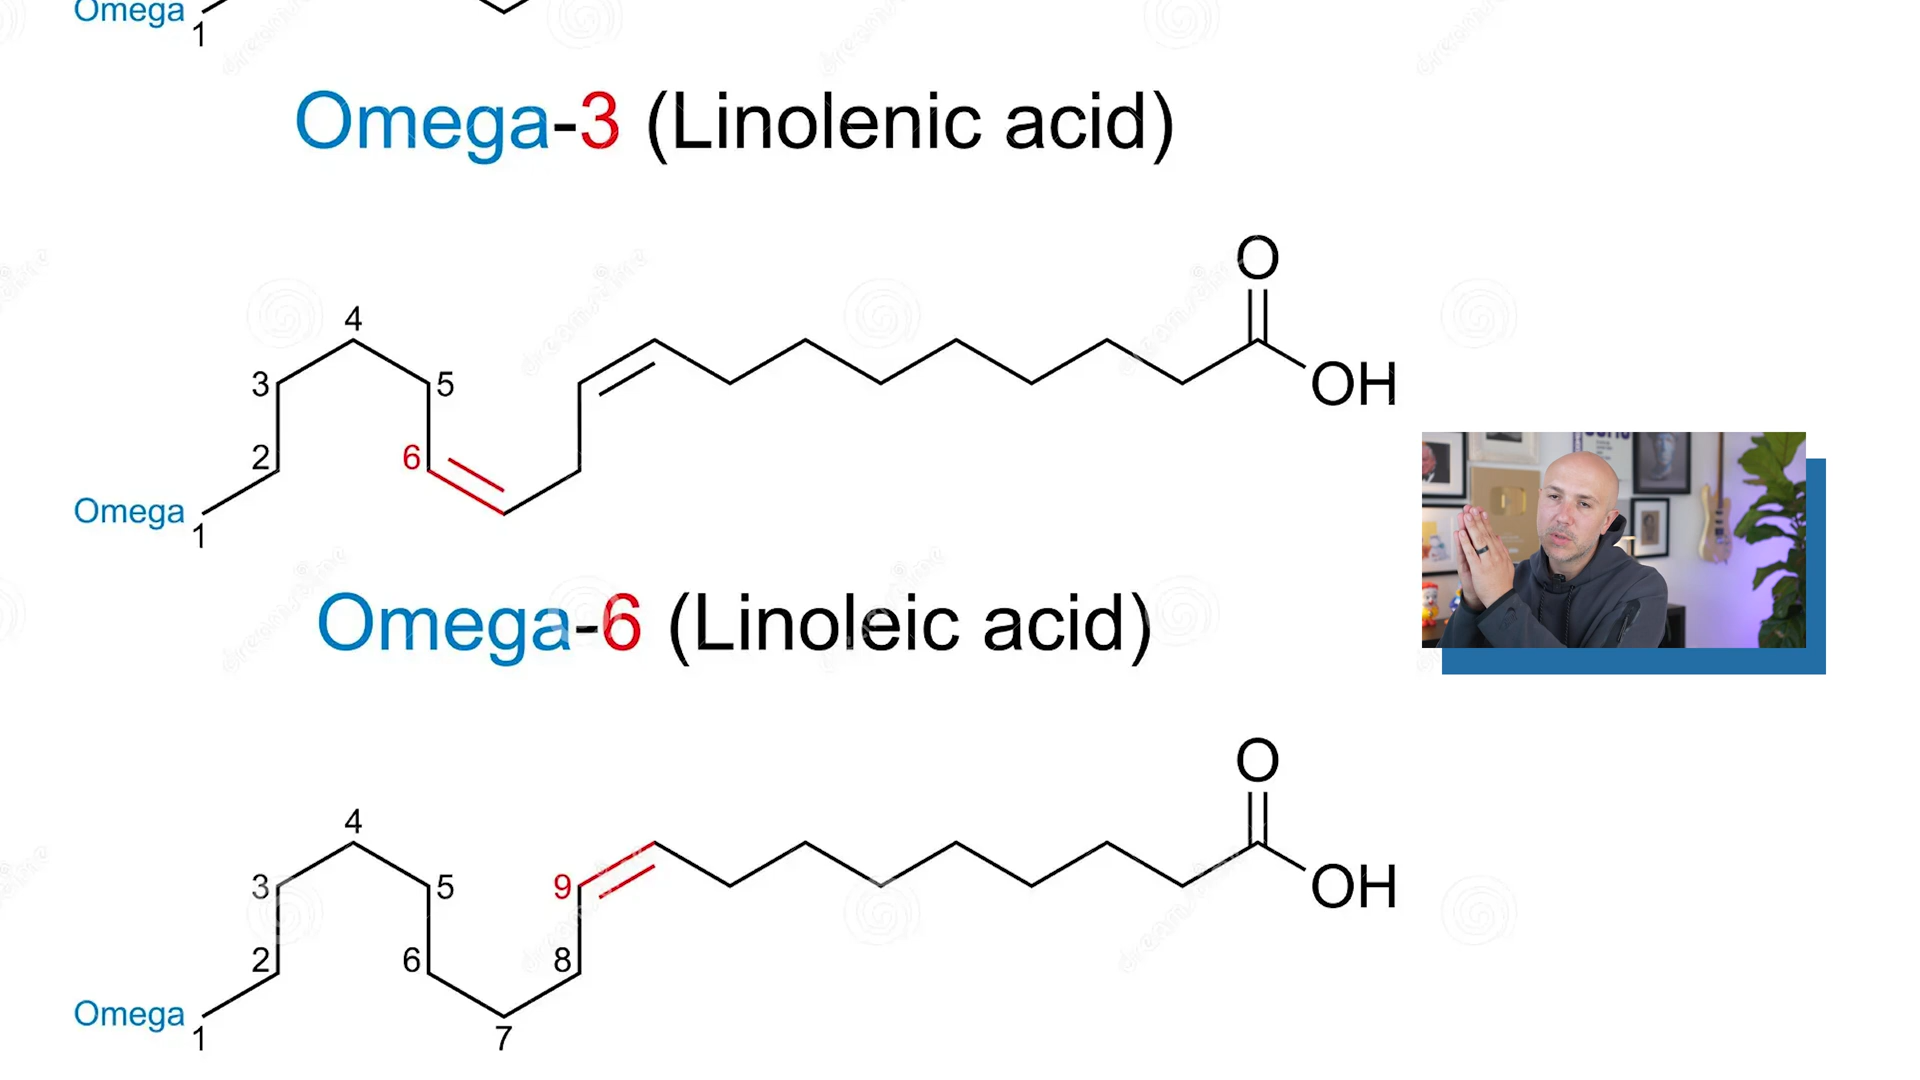 Omega
1
Omega-3 (Linolenic acid)
O
4
3
5
OH
2
6
Omega
1
Omega-6 (Linoleic acid)
O
4
3
5
9
OH
2
6
8
Omega
1
7
dreamstime